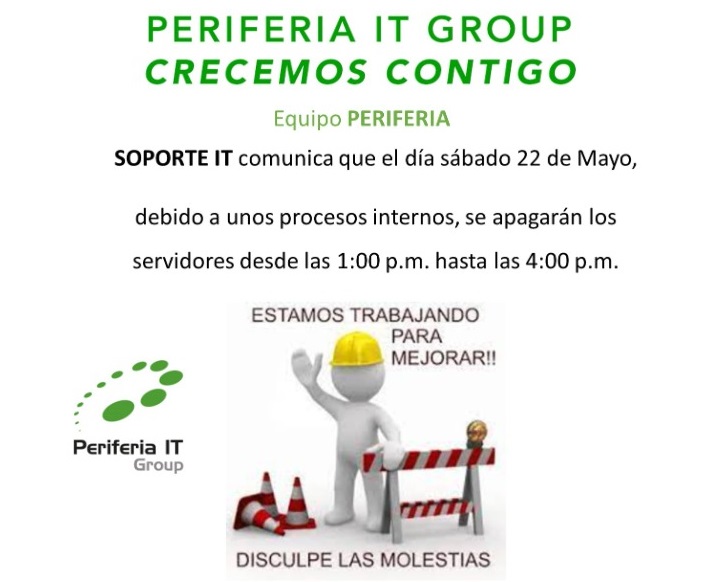 PERIFERIA IT GROUP
CRECEMOS CONTIGO
Equipo PERIFERIA
SOPORTE IT comunica que el día sábado 22 de Mayo,
debido a unos procesos internos, se apagarán los
servidores desde las 1:00 p.m. hasta las 4:00 p.m.
ESTAMOS TRABAJANDO
PARA
MEJORAR!!
Periferia IT
Group
DISCULPE LAS MOLESTIAS